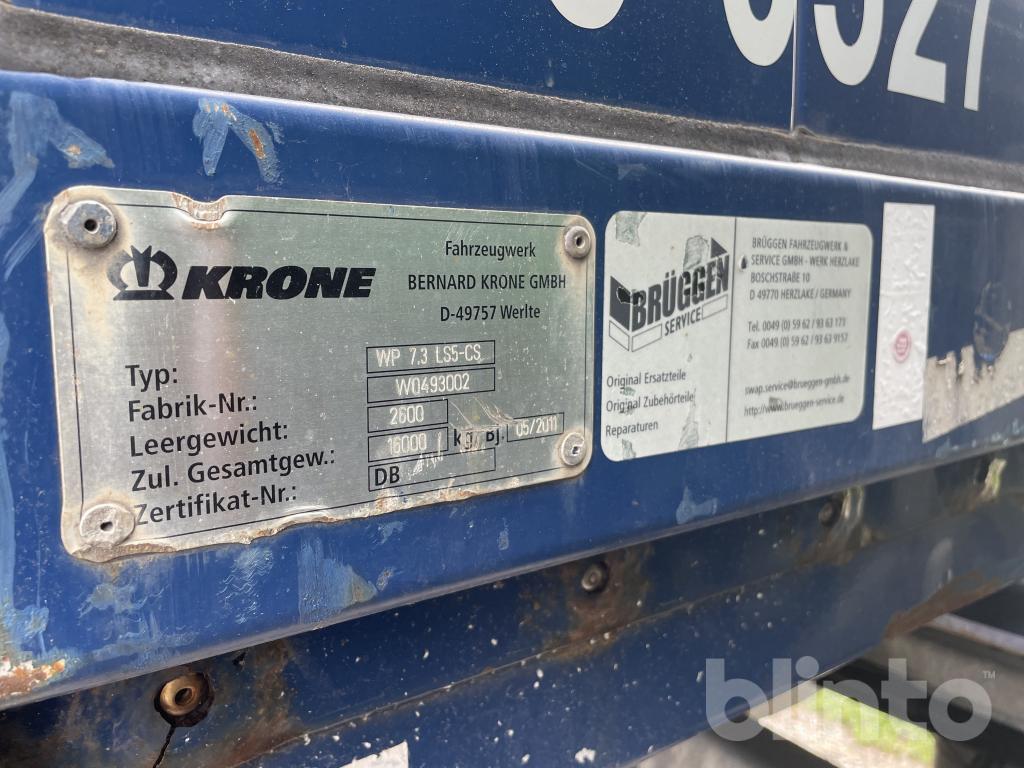 6527
KRONE
Fahrzeugwerk
BERNARD KRONE GMBH
D-49757 Werlte
Typ: WP 7.3 LS5-CS
Fabrik-Nr.: W0493002
Leergewicht: 2600
Zul. Gesamtgew.: 16000 kg Bj. 05/2011
Zertifikat-Nr.: DB
BRÜGGEN
SERVICE
Original Ersatzteile
Original Zubehörteile
Reparaturen
BRÜGGEN FAHRZEUGWERK &
SERVICE GMBH - WERK HERZLAKE
BOSCHSTRAßE 10
D 49770 HERZLAKE / GERMANY
Tel. 0049 (0) 59 62 / 93 63 173
Fax 0049 (0) 59 62 / 93 63 9157
swap.service@brueggen-gmbh.de
http://www.brueggen-service.de
blinto™